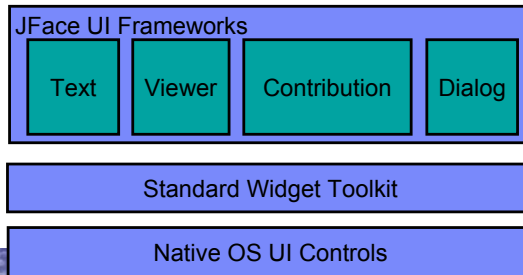 JFace UI Frameworks
Text Viewer Contribution Dialog
Standard Widget Toolkit
Native OS UI Controls